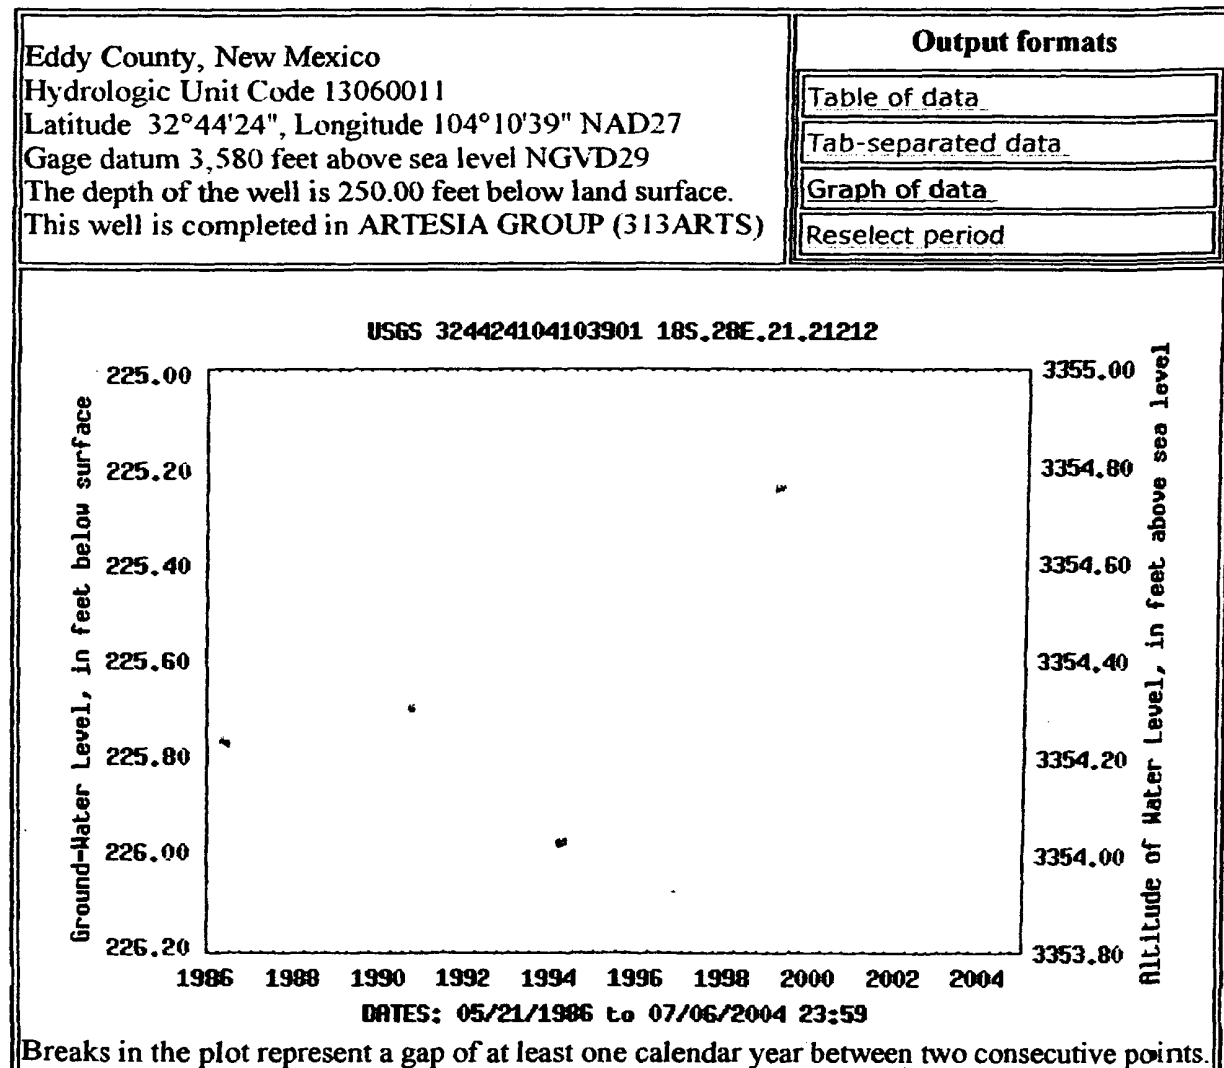 Eddy County, New Mexico
Hydrologic Unit Code 13060011
Latitude 32°44'24", Longitude 104°10'39" NAD27
Gage datum 3,580 feet above sea level NGVD29
The depth of the well is 250.00 feet below land surface.
This well is completed in ARTESIA GROUP (313ARTS)
Output formats
Table of data
Tab-separated data
Graph of data
Reselect period
USGS 324424104103901 18S.28E.21.21212
Ground-Water Level, in feet below surface
225.00
225.20
225.40
225.60
225.80
226.00
226.20
3355.00
3354.80
3354.60
3354.40
3354.20
3354.00
3353.80
Altitude of Water Level, in feet above sea level
1986 1988 1990 1992 1994 1996 1998 2000 2002 2004
DATES: 05/21/1986 to 07/06/2004 23:59
Breaks in the plot represent a gap of at least one calendar year between two consecutive points.